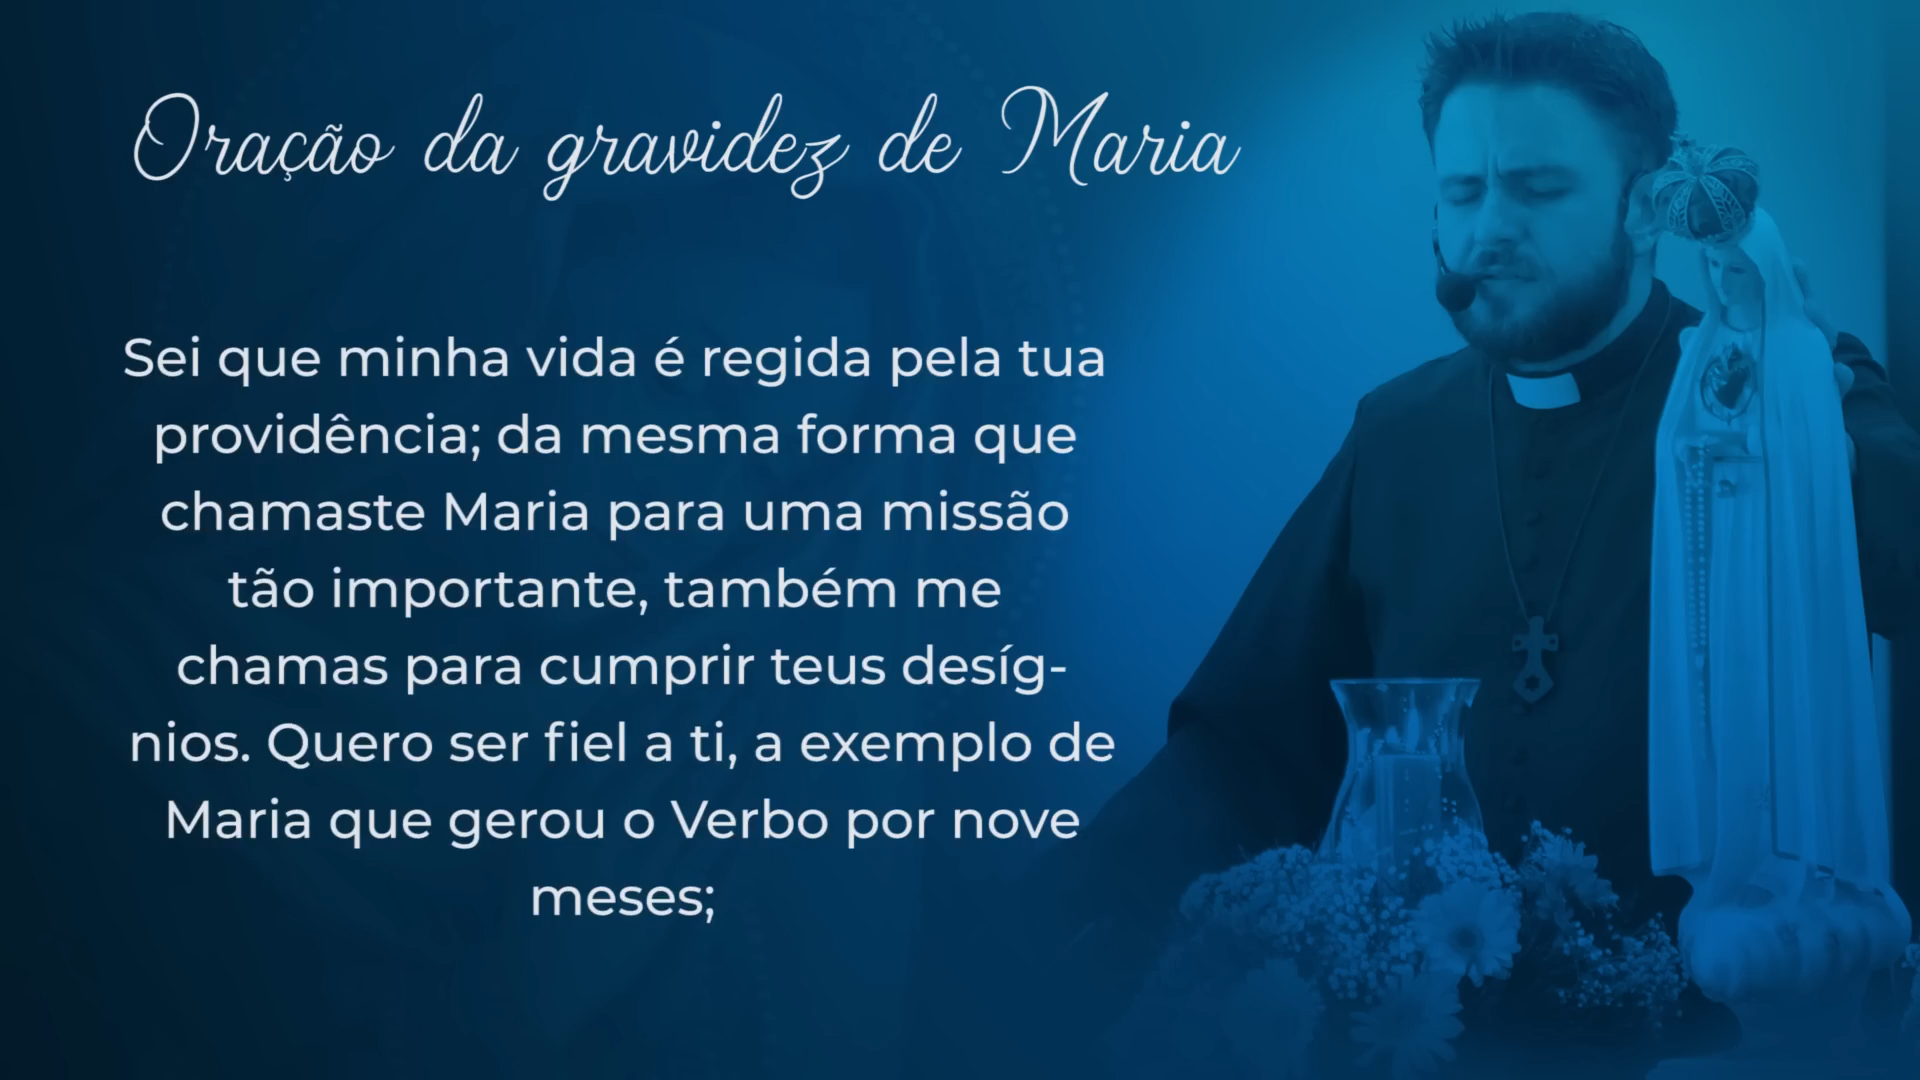 Oração da gravidez de Maria
Sei que minha vida é regida pela tua
providência; da mesma forma que
chamaste Maria para uma missão
tão importante, também me
chamas para cumprir teus desíg-
nios. Quero ser fiel a ti, a exemplo de
Maria que gerou o Verbo por nove
meses;